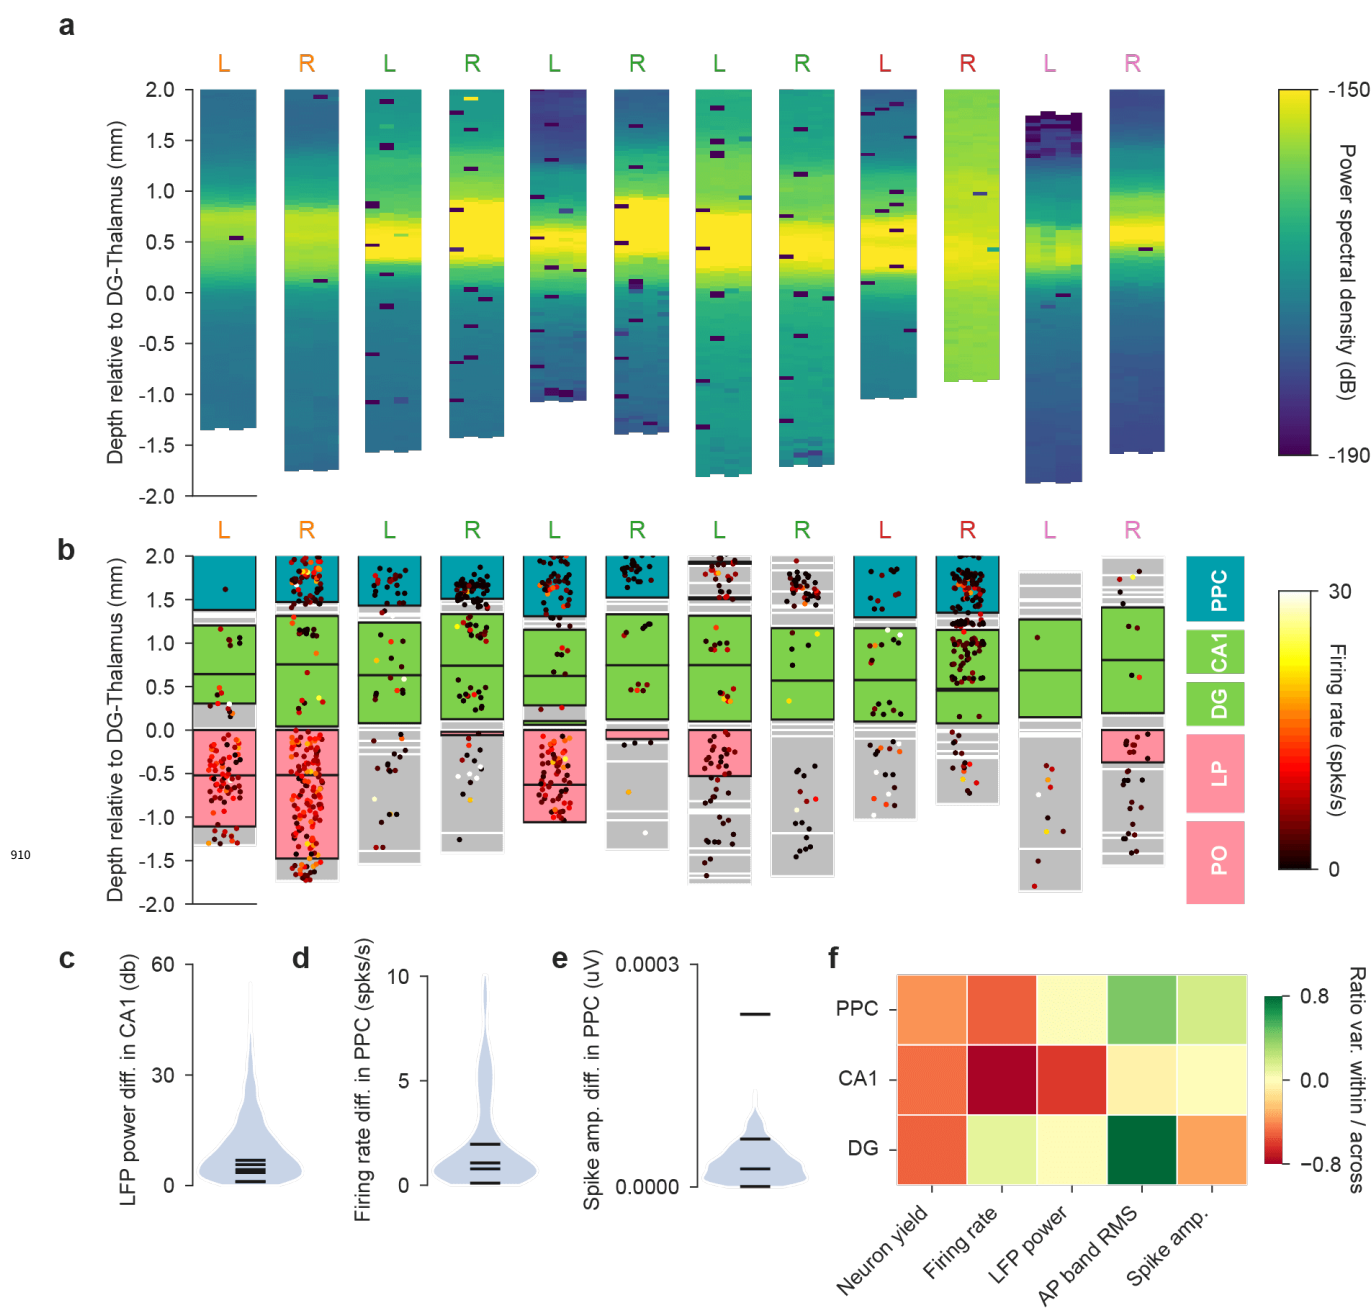 a
L R L R L R L R L R L R
2.0
1.5
1.0
0.5
0.0
-0.5
-1.0
-1.5
-2.0
Depth relative to DG-Thalamus (mm)
-150
-190
Power spectral density (dB)
b
L R L R L R L R L R L R
2.0
1.5
1.0
0.5
0.0
-0.5
-1.0
-1.5
-2.0
Depth relative to DG-Thalamus (mm)
PPC
CA1
DG
LP
PO
30
0
Firing rate (spks/s)
910
c
60
30
0
LFP power diff. in CA1 (db)
d
10
5
0
Firing rate diff. in PPC (spks/s)
e
0.0003
0.0000
Spike amp. diff. in PPC (uV)
f
PPC
CA1
DG
Neuron yield
Firing rate
LFP power
AP band RMS
Spike amp.
0.8
0.0
−0.8
Ratio var. within / across